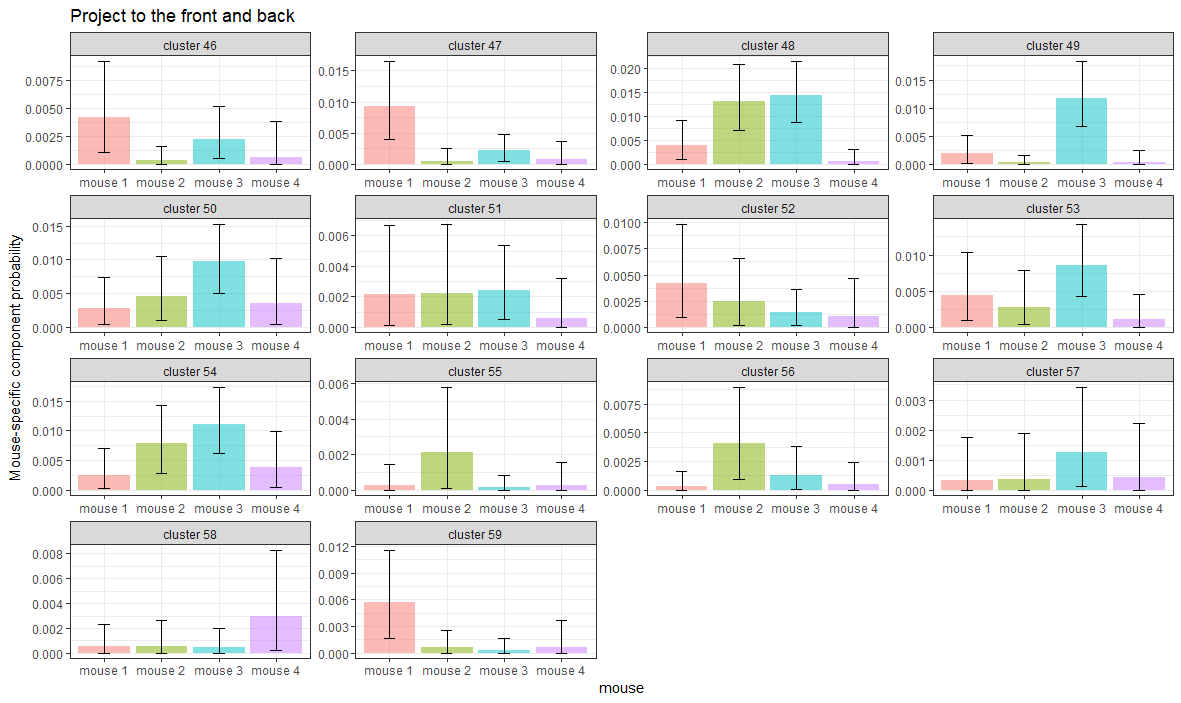 Project to the front and back
Mouse-specific component probability
cluster 46
0.0075
0.0050
0.0025
0.0000
mouse 1 mouse 2 mouse 3 mouse 4
cluster 47
0.015
0.010
0.005
0.000
mouse 1 mouse 2 mouse 3 mouse 4
cluster 48
0.020
0.015
0.010
0.005
0.000
mouse 1 mouse 2 mouse 3 mouse 4
cluster 49
0.015
0.010
0.005
0.000
mouse 1 mouse 2 mouse 3 mouse 4
cluster 50
0.015
0.010
0.005
0.000
mouse 1 mouse 2 mouse 3 mouse 4
cluster 51
0.006
0.004
0.002
0.000
mouse 1 mouse 2 mouse 3 mouse 4
cluster 52
0.0100
0.0075
0.0050
0.0025
0.0000
mouse 1 mouse 2 mouse 3 mouse 4
cluster 53
0.010
0.005
0.000
mouse 1 mouse 2 mouse 3 mouse 4
cluster 54
0.015
0.010
0.005
0.000
mouse 1 mouse 2 mouse 3 mouse 4
cluster 55
0.006
0.004
0.002
0.000
mouse 1 mouse 2 mouse 3 mouse 4
cluster 56
0.0075
0.0050
0.0025
0.0000
mouse 1 mouse 2 mouse 3 mouse 4
cluster 57
0.003
0.002
0.001
0.000
mouse 1 mouse 2 mouse 3 mouse 4
cluster 58
0.008
0.006
0.004
0.002
0.000
mouse 1 mouse 2 mouse 3 mouse 4
cluster 59
0.012
0.009
0.006
0.003
0.000
mouse 1 mouse 2 mouse 3 mouse 4
mouse